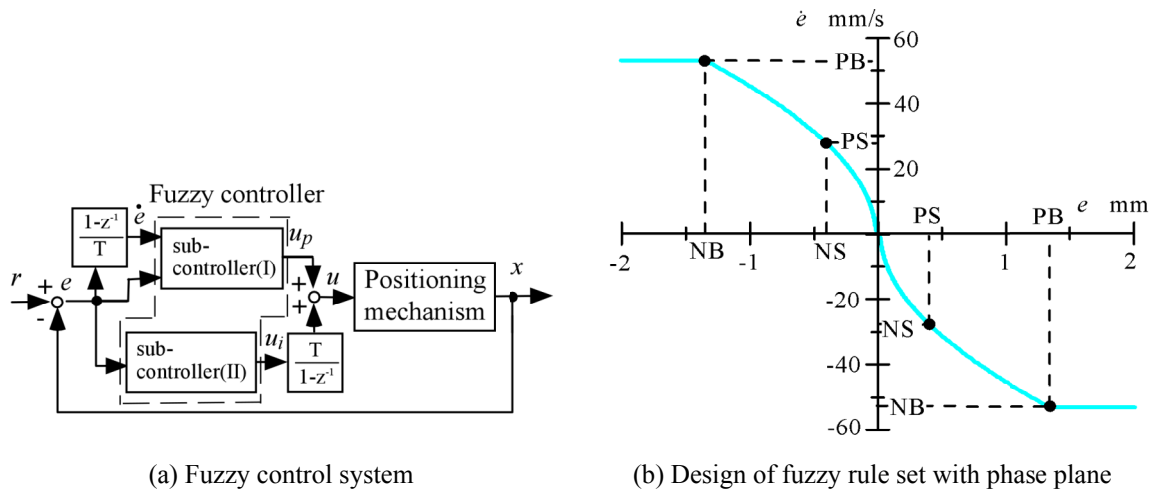 Fuzzy controller
1-z⁻¹
T
ė
sub-
controller(I)
u_p
r
+
e
-
+
+
u
Positioning
mechanism
x
sub-
controller(II)
u_i
T
1-z⁻¹
(a) Fuzzy control system
ė mm/s
60
PB
40
PS
20
PS
PB
e mm
-2
NB
-1
NS
0
1
2
-20
NS
-40
NB
-60
(b) Design of fuzzy rule set with phase plane